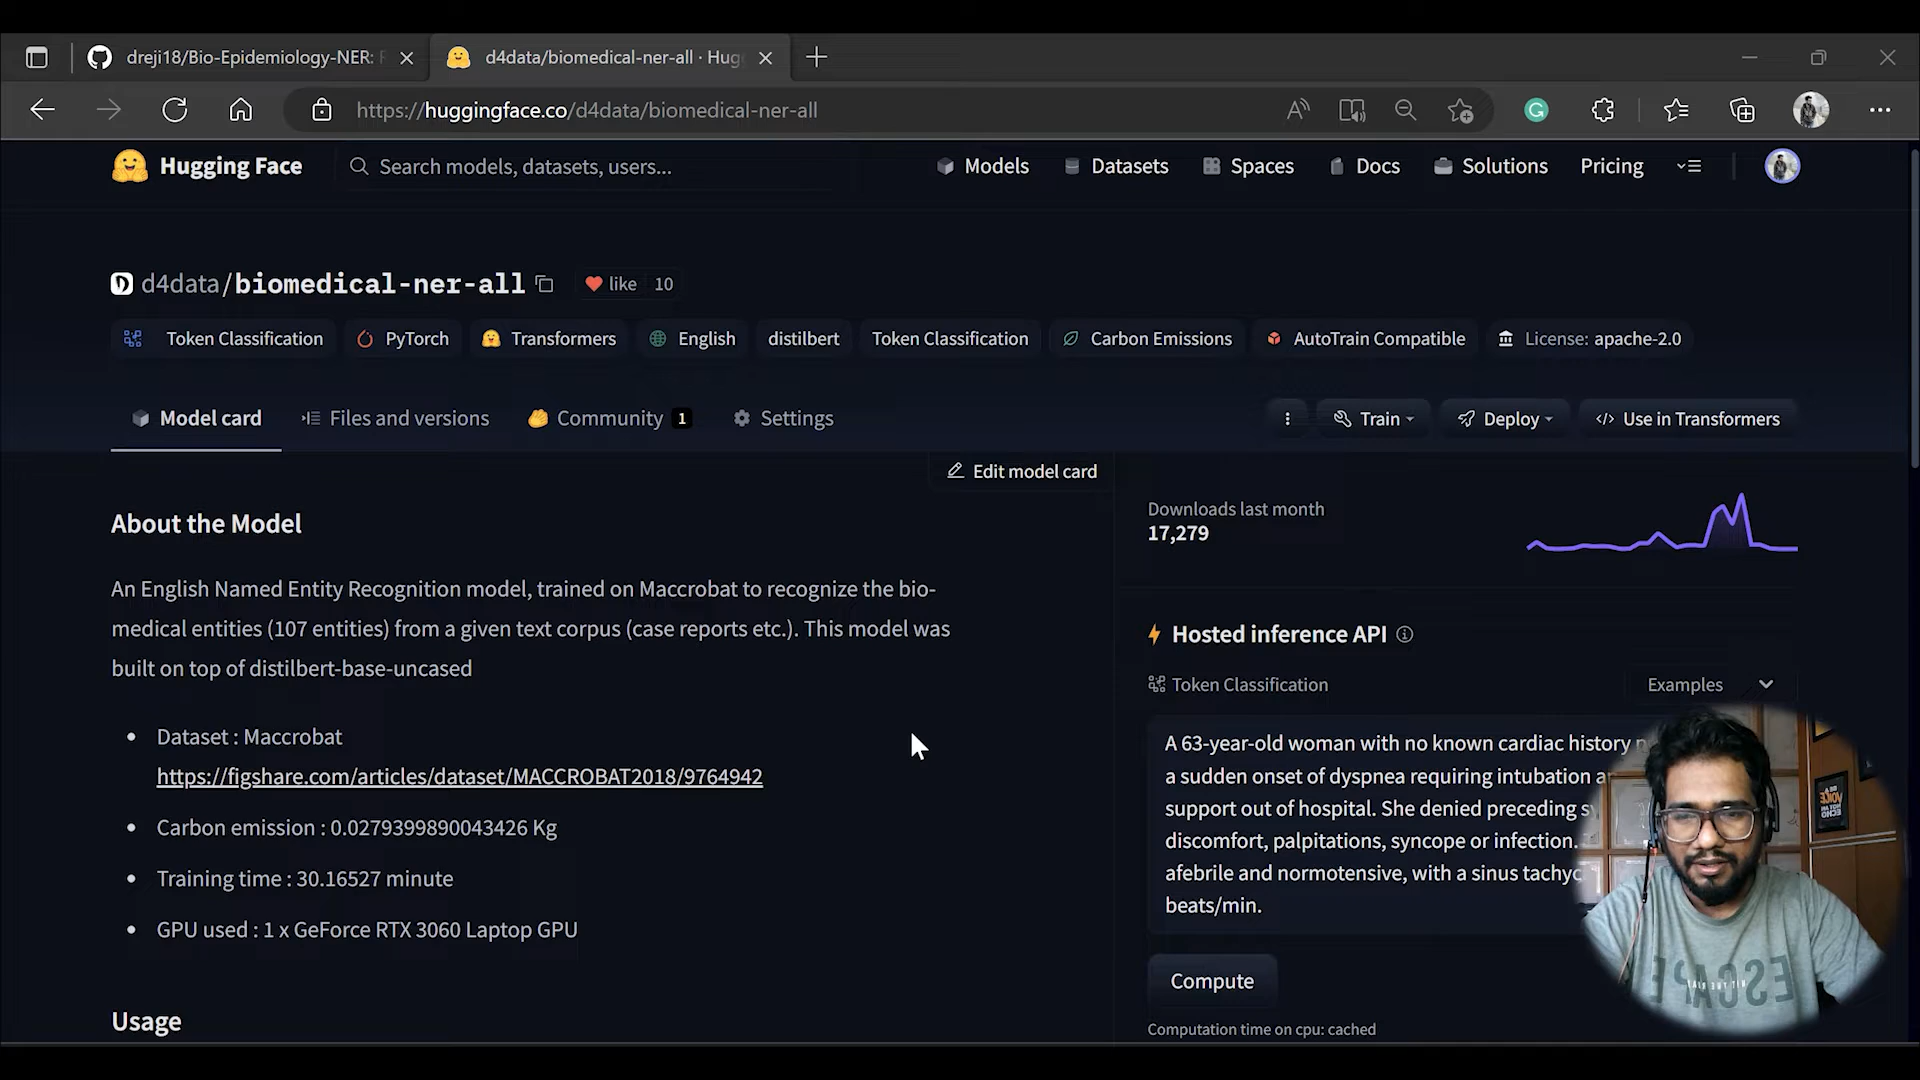 dreji18/Bio-Epidemiology-NER:
d4data/biomedical-ner-all · Hug
https://huggingface.co/d4data/biomedical-ner-all
Hugging Face
Search models, datasets, users...
Models
Datasets
Spaces
Docs
Solutions
Pricing
d4data/biomedical-ner-all
like 10
Token Classification
PyTorch
Transformers
English
distilbert
Token Classification
Carbon Emissions
AutoTrain Compatible
License: apache-2.0
Model card
Files and versions
Community 1
Settings
Train
Deploy
Use in Transformers
Edit model card
About the Model
An English Named Entity Recognition model, trained on Maccrobat to recognize the bio-
medical entities (107 entities) from a given text corpus (case reports etc.). This model was
built on top of distilbert-base-uncased
• Dataset : Maccrobat
https://figshare.com/articles/dataset/MACCROBAT2018/9764942
• Carbon emission : 0.0279399890043426 Kg
• Training time : 30.16527 minute
• GPU used : 1 x GeForce RTX 3060 Laptop GPU
Usage
Downloads last month
17,279
Hosted inference API
Token Classification
Examples
A 63-year-old woman with no known cardiac history
a sudden onset of dyspnea requiring intubation
support out of hospital. She denied preceding
discomfort, palpitations, syncope or infection.
afebrile and normotensive, with a sinus
beats/min.
Compute
Computation time on cpu: cached
ESCAPE